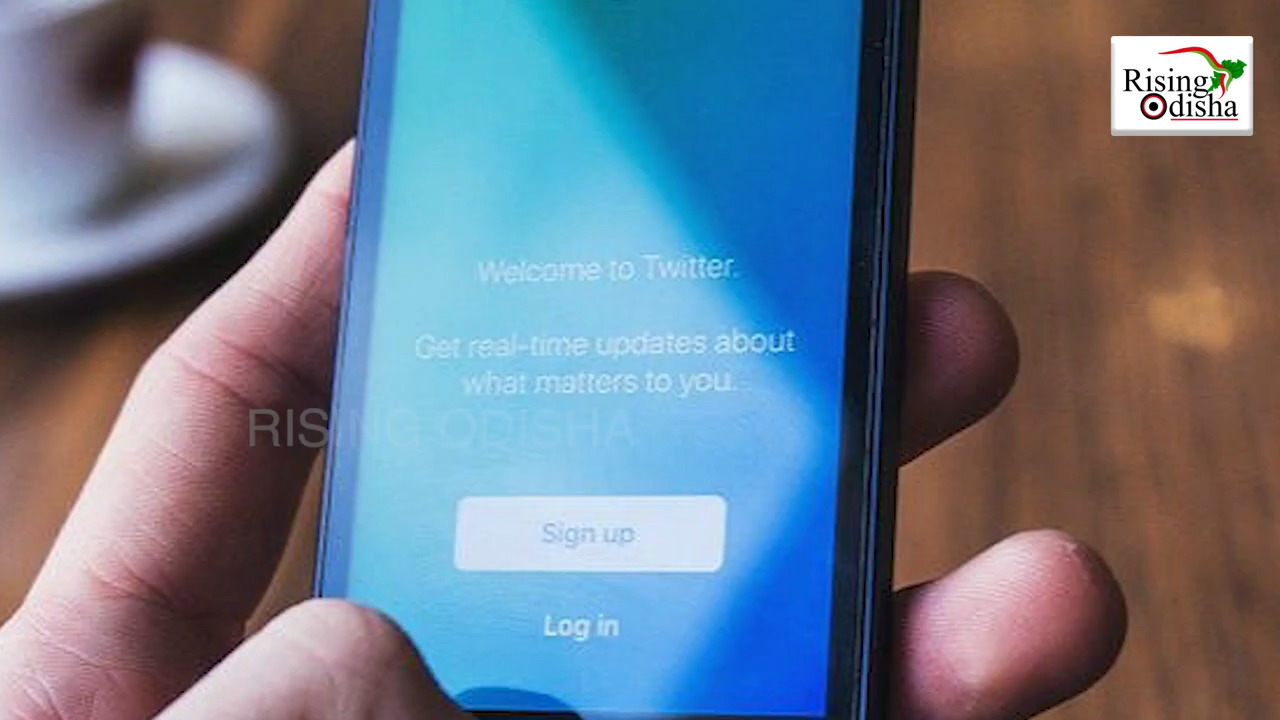 Rising
Odisha
Welcome to Twitter.
Get real-time updates about
what matters to you.
RISING ODISHA
Sign up
Log in